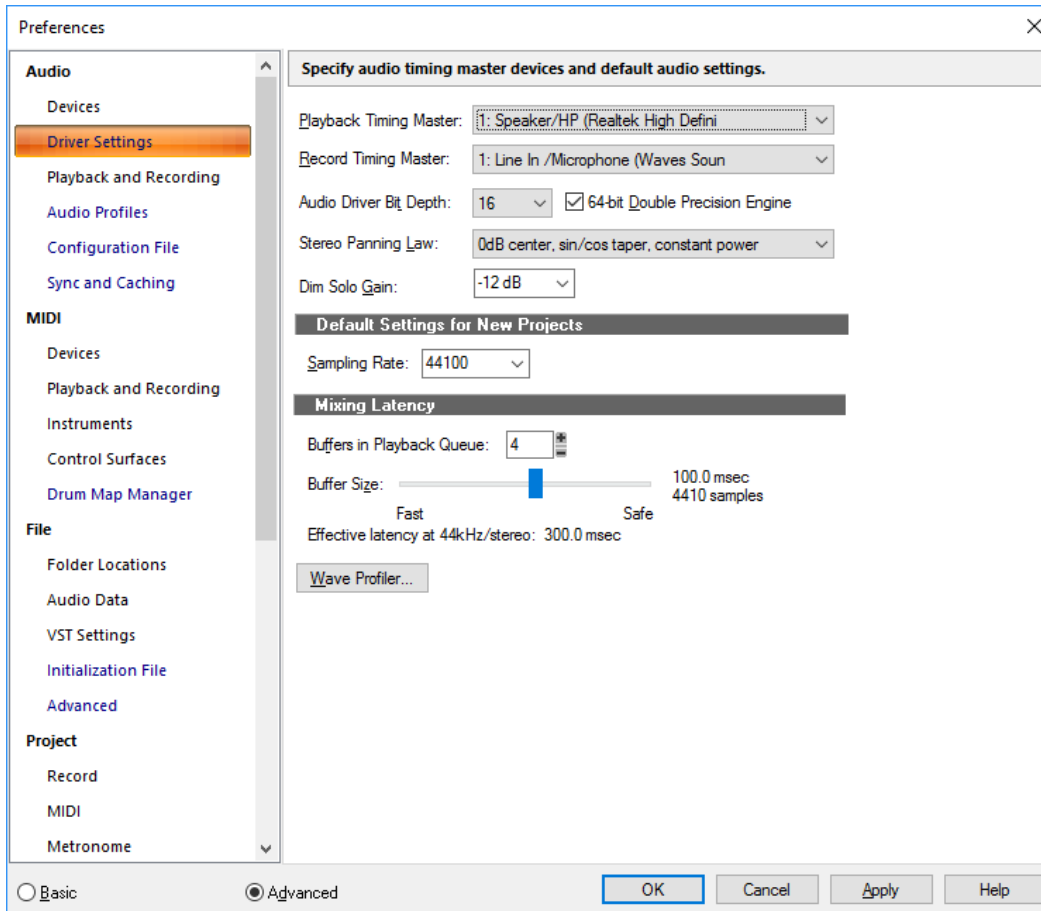 Preferences
Audio
Devices
Driver Settings
Playback and Recording
Audio Profiles
Configuration File
Sync and Caching
MIDI
Devices
Playback and Recording
Instruments
Control Surfaces
Drum Map Manager
File
Folder Locations
Audio Data
VST Settings
Initialization File
Advanced
Project
Record
MIDI
Metronome
Basic
Advanced
Specify audio timing master devices and default audio settings.
Playback Timing Master: 1: Speaker/HP (Realtek High Defini
Record Timing Master: 1: Line In /Microphone (Waves Soun
Audio Driver Bit Depth: 16 64-bit Double Precision Engine
Stereo Panning Law: 0dB center, sin/cos taper, constant power
Dim Solo Gain: -12 dB
Default Settings for New Projects
Sampling Rate: 44100
Mixing Latency
Buffers in Playback Queue: 4
Buffer Size: 100.0 msec
4410 samples
Fast Safe
Effective latency at 44kHz/stereo: 300.0 msec
Wave Profiler...
OK Cancel Apply Help